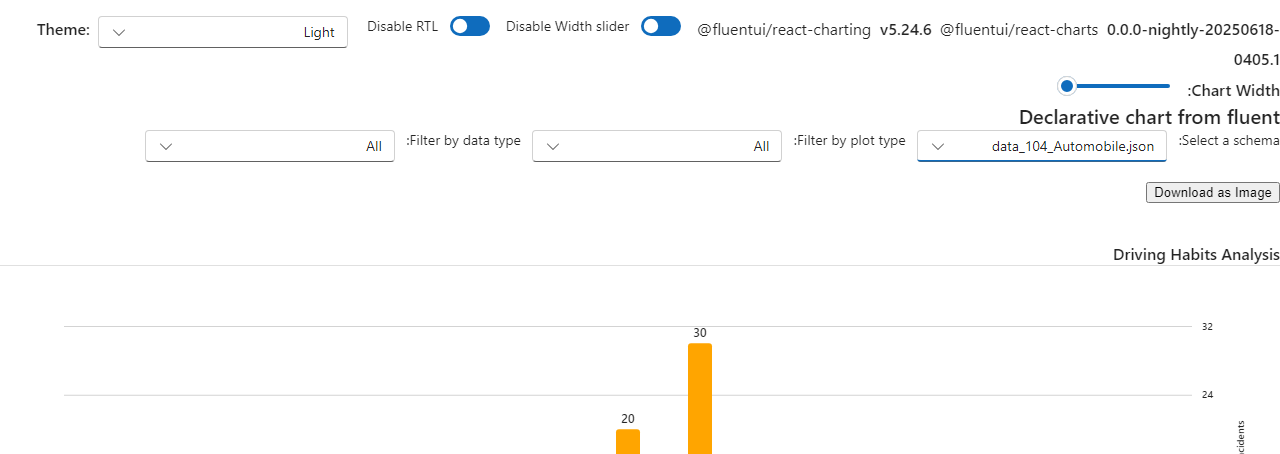 Theme: Light Disable RTL Disable Width slider @fluentui/react-charting v5.24.6 @fluentui/react-charts 0.0.0-nightly-20250618-
0405.1
:Chart Width
Declarative chart from fluent
:Select a schema data_104_Automobile.json :Filter by plot type All :Filter by data type All
Download as Image
Driving Habits Analysis
32
30
24
20